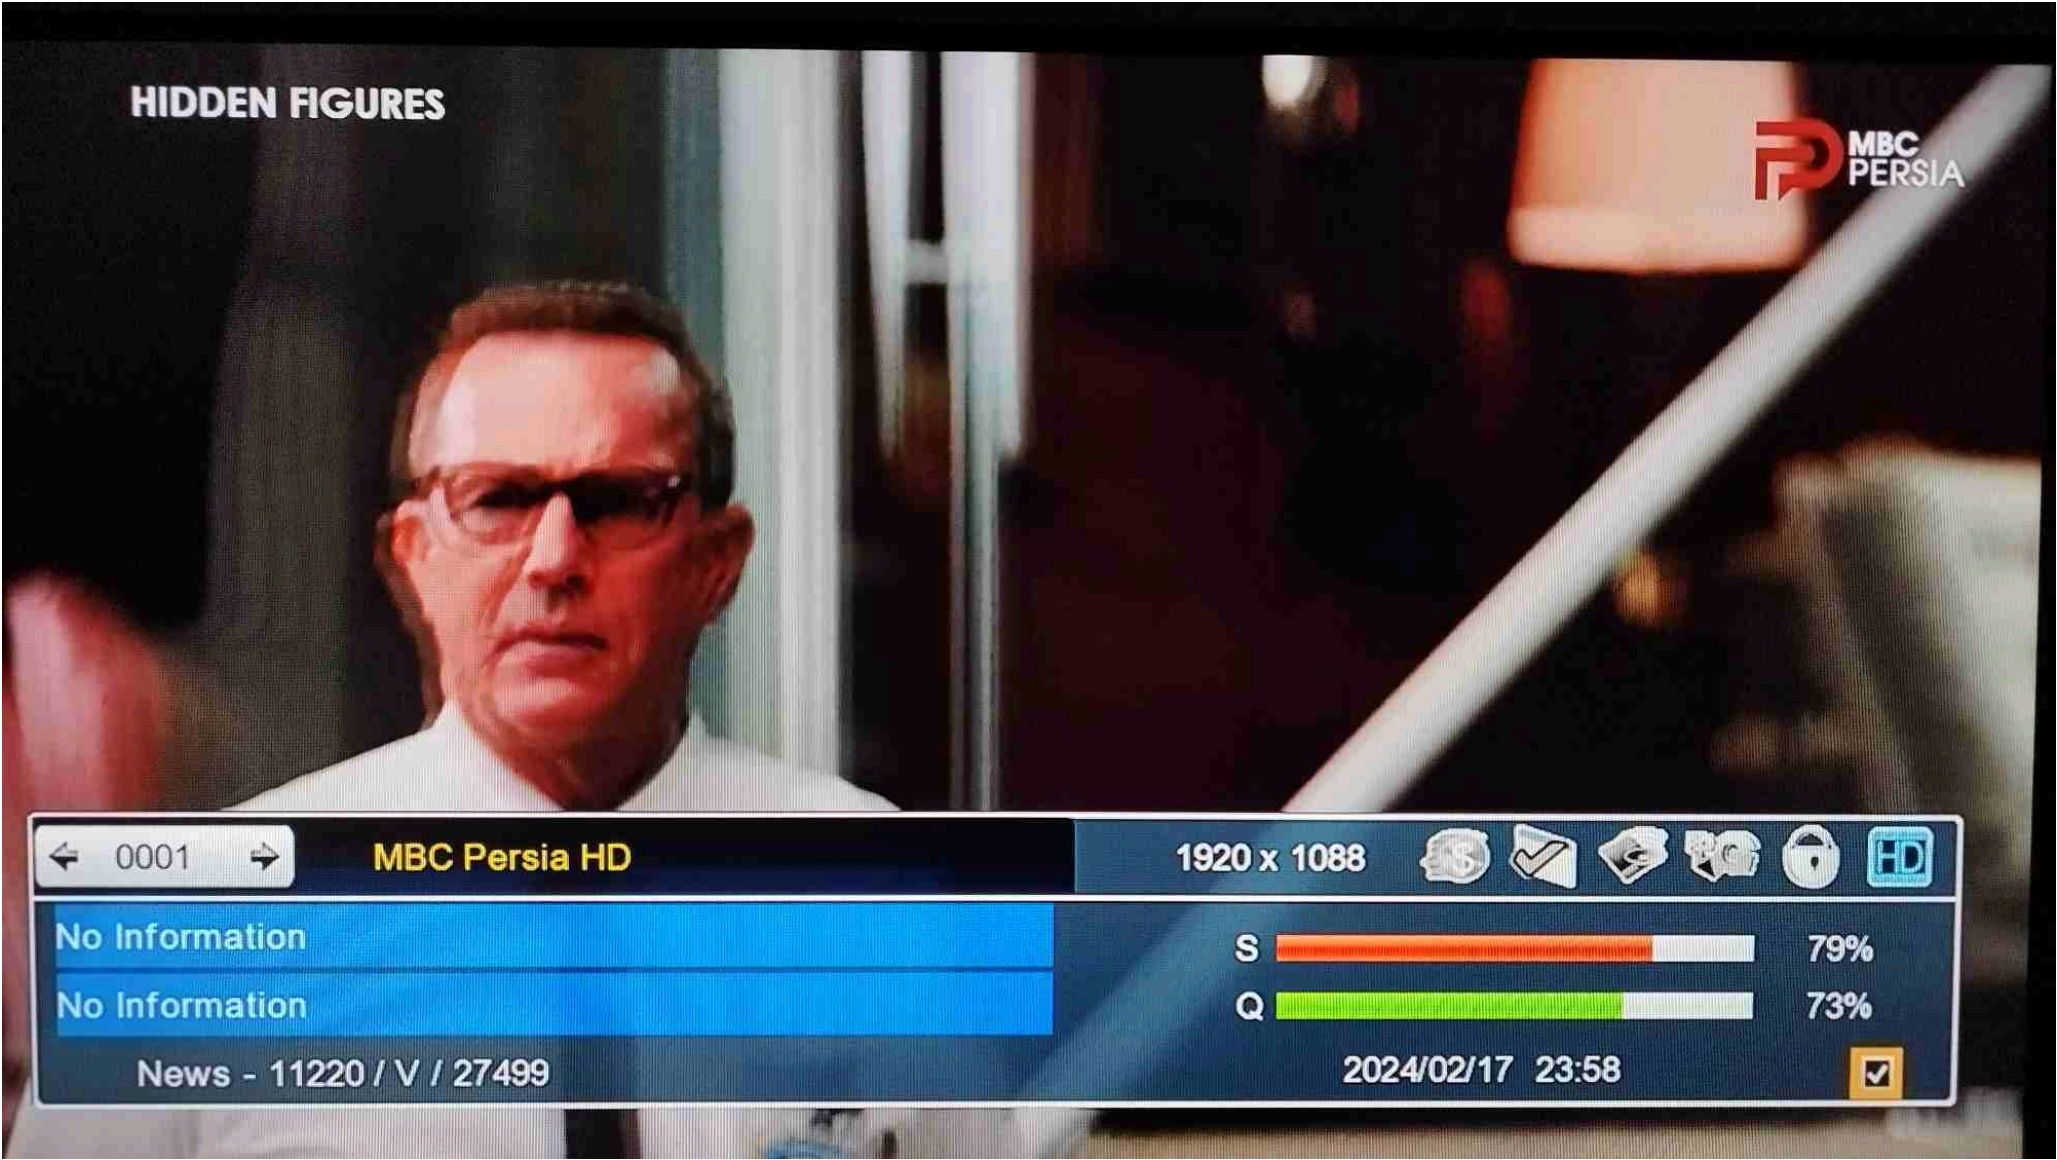 HIDDEN FIGURES
MBC
PERSIA
0001
MBC Persia HD
1920 x 1088
$
HD
No Information
S
79%
No Information
Q
73%
News - 11220 / V / 27499
2024/02/17 23:58